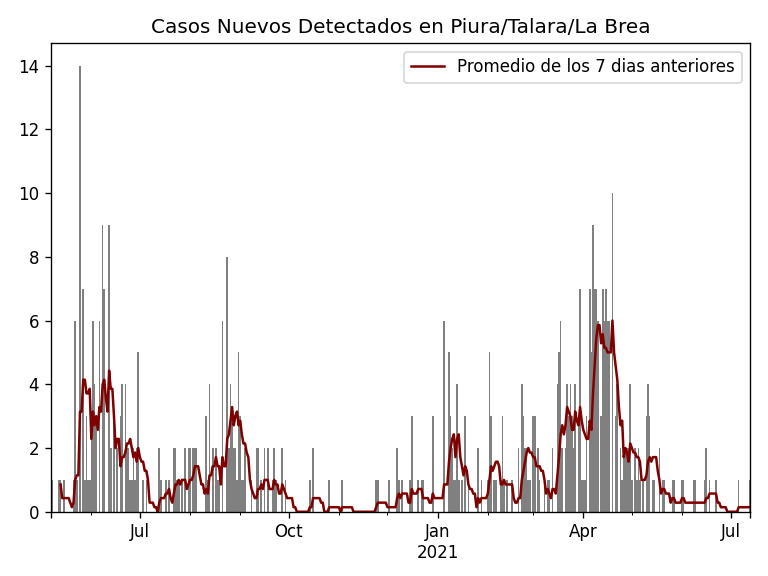 Casos Nuevos Detectados en Piura/Talara/La Brea
Promedio de los 7 dias anteriores
14
12
10
8
6
4
2
0
Jul
Oct
Jan
2021
Apr
Jul